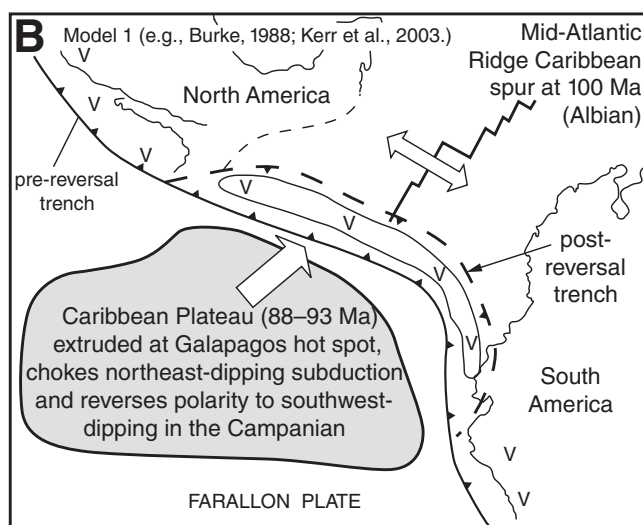 B Model 1 (e.g., Burke, 1988; Kerr et al., 2003.)
Mid-Atlantic
Ridge Caribbean
spur at 100 Ma
(Albian)
North America
V
V
V
pre-reversal
trench
V
V
V
V
post-
reversal
trench
Caribbean Plateau (88–93 Ma)
extruded at Galapagos hot spot,
chokes northeast-dipping subduction
and reverses polarity to southwest-
dipping in the Campanian
South
America
V
V
FARALLON PLATE